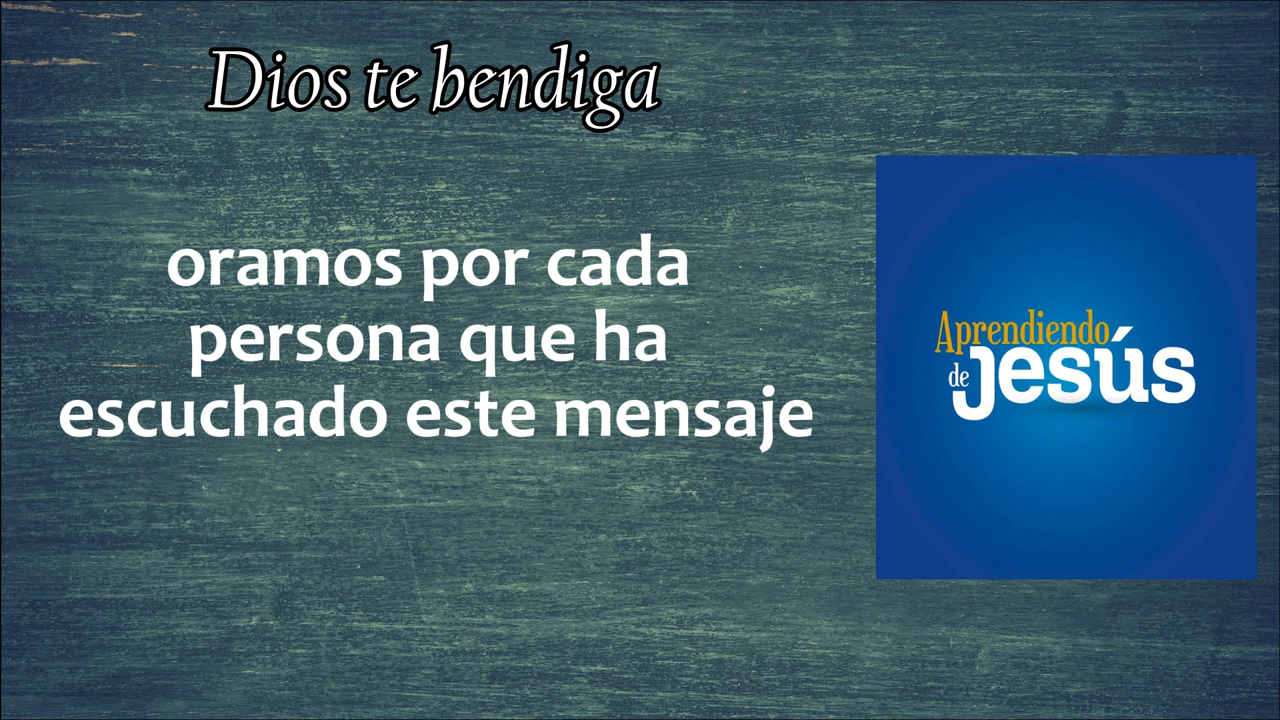 Dios te bendiga
oramos por cada
persona que ha
escuchado este mensaje
Aprendiendo
de Jesús